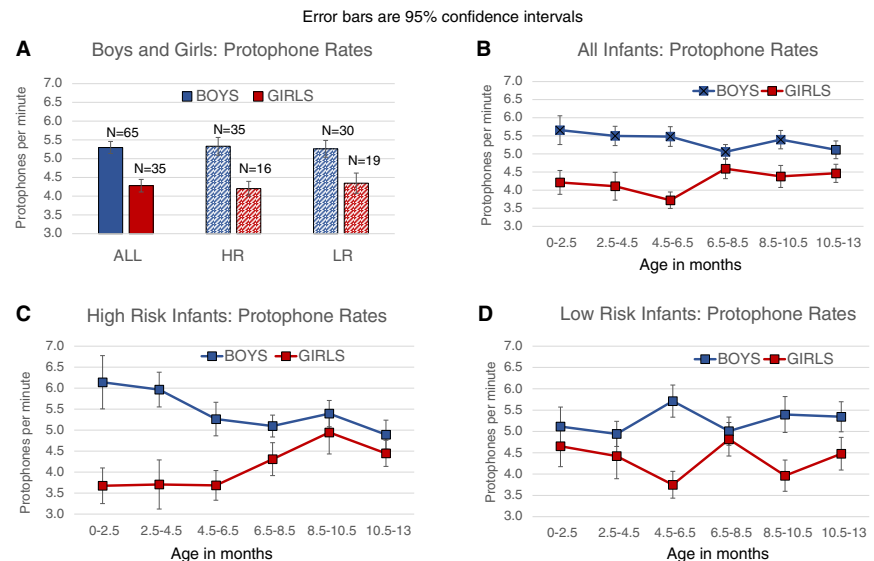 Error bars are 95% confidence intervals
A
Boys and Girls: Protophone Rates
Protophones per minute
7.0
6.5
6.0
5.5
5.0
4.5
4.0
3.5
3.0
BOYS GIRLS
N=65
N=35
N=35
N=16
N=30
N=19
ALL HR LR
B
All Infants: Protophone Rates
Protophones per minute
7.0
6.5
6.0
5.5
5.0
4.5
4.0
3.5
3.0
BOYS GIRLS
0-2.5 2.5-4.5 4.5-6.5 6.5-8.5 8.5-10.5 10.5-13
Age in months
C
High Risk Infants: Protophone Rates
Protophones per minute
7.0
6.5
6.0
5.5
5.0
4.5
4.0
3.5
3.0
BOYS GIRLS
0-2.5 2.5-4.5 4.5-6.5 6.5-8.5 8.5-10.5 10.5-13
Age in months
D
Low Risk Infants: Protophone Rates
Protophones per minute
7.0
6.5
6.0
5.5
5.0
4.5
4.0
3.5
3.0
BOYS GIRLS
0-2.5 2.5-4.5 4.5-6.5 6.5-8.5 8.5-10.5 10.5-13
Age in months